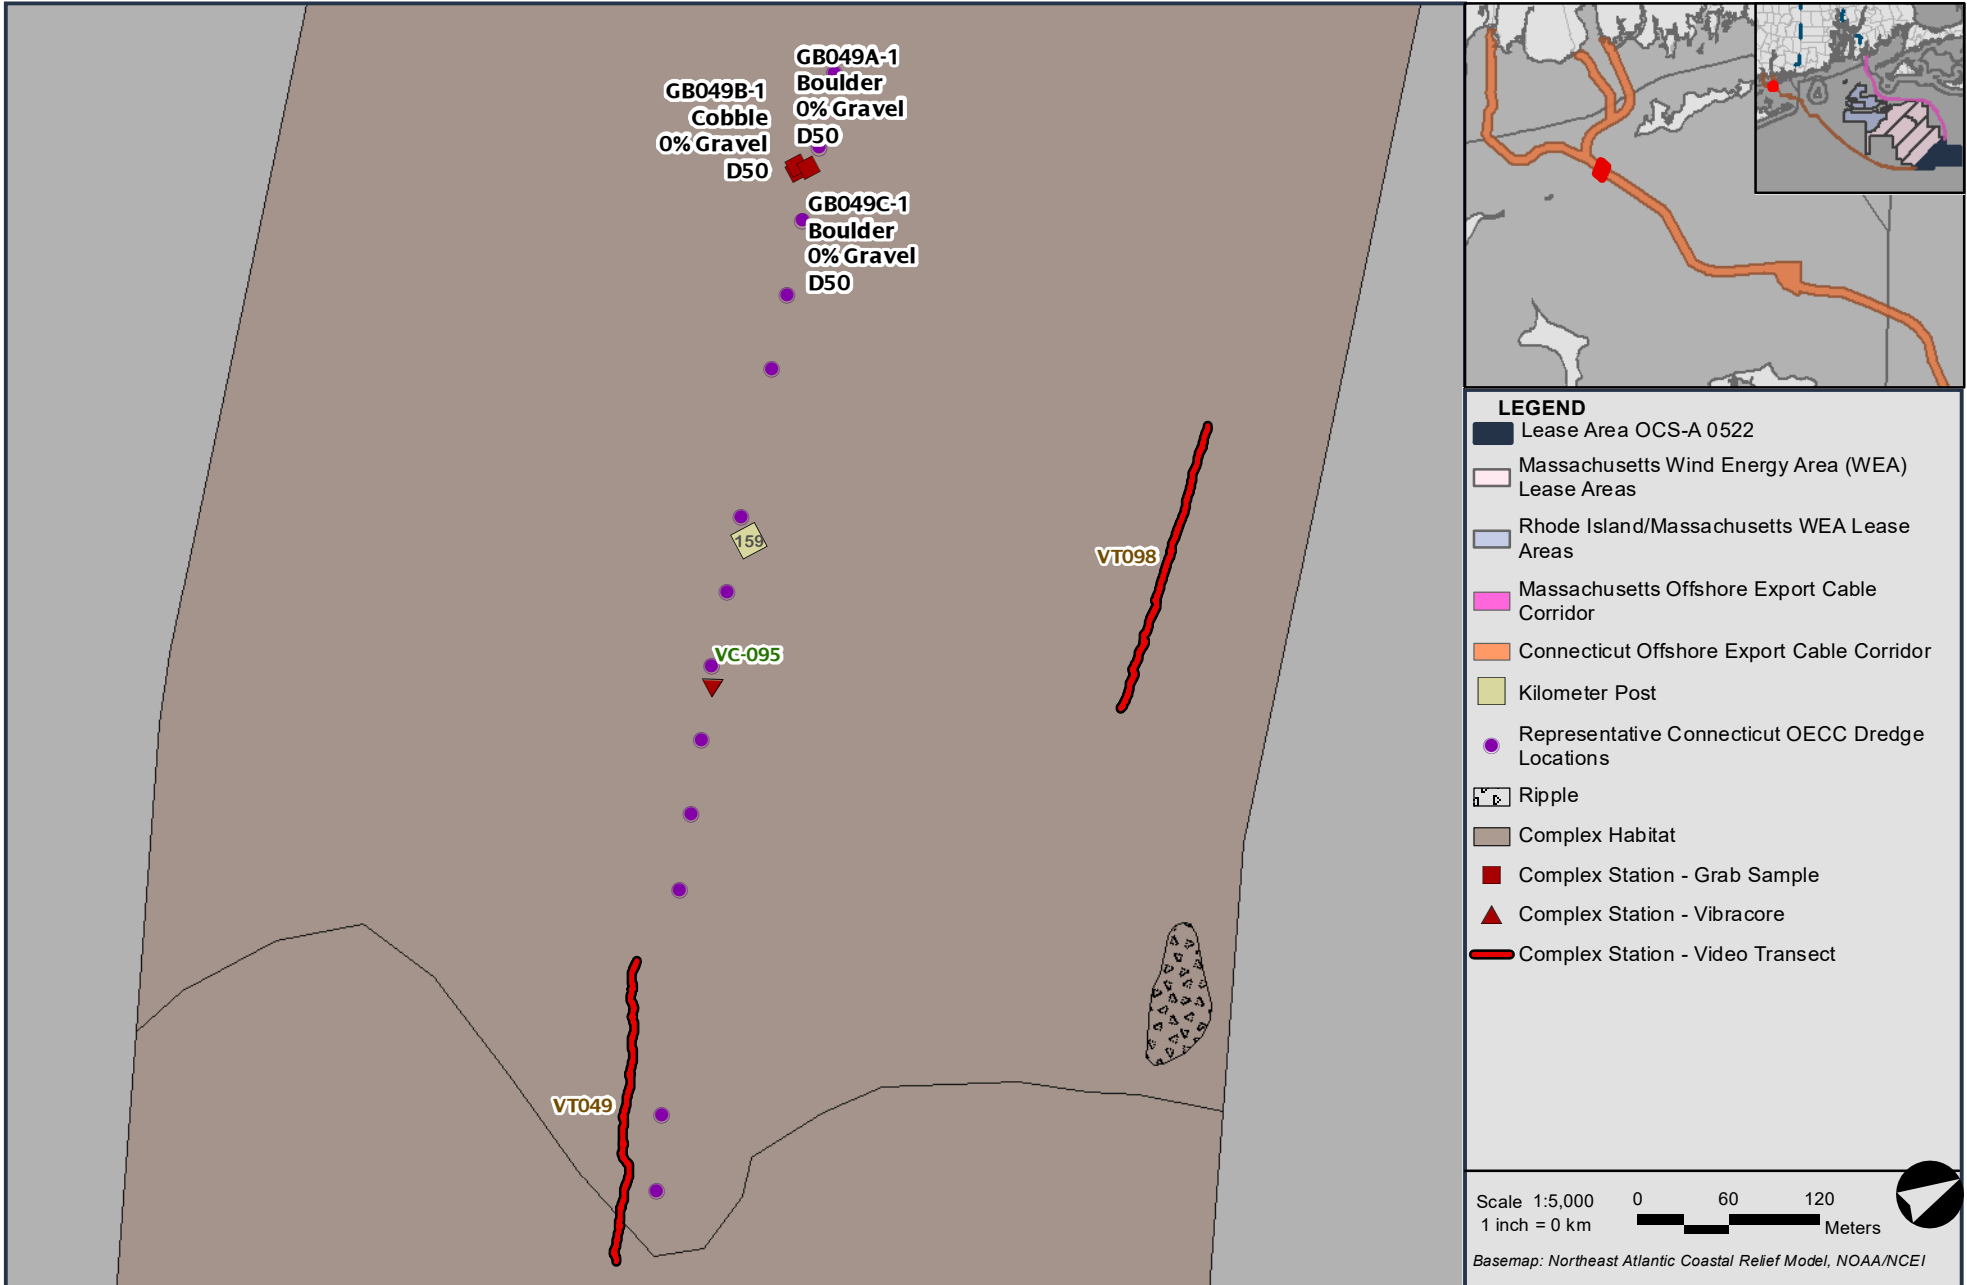 GB049A-1
Boulder
0% Gravel
D50
GB049B-1
Cobble
0% Gravel
D50
GB049C-1
Boulder
0% Gravel
D50
159
VT098
VC-095
VT049
LEGEND
Lease Area OCS-A 0522
Massachusetts Wind Energy Area (WEA)
Lease Areas
Rhode Island/Massachusetts WEA Lease
Areas
Massachusetts Offshore Export Cable
Corridor
Connecticut Offshore Export Cable Corridor
Kilometer Post
Representative Connecticut OECC Dredge
Locations
Ripple
Complex Habitat
Complex Station - Grab Sample
Complex Station - Vibracore
Complex Station - Video Transect
Scale 1:5,000
1 inch = 0 km
0 60 120
Meters
Basemap: Northeast Atlantic Coastal Relief Model, NOAA/NCEI